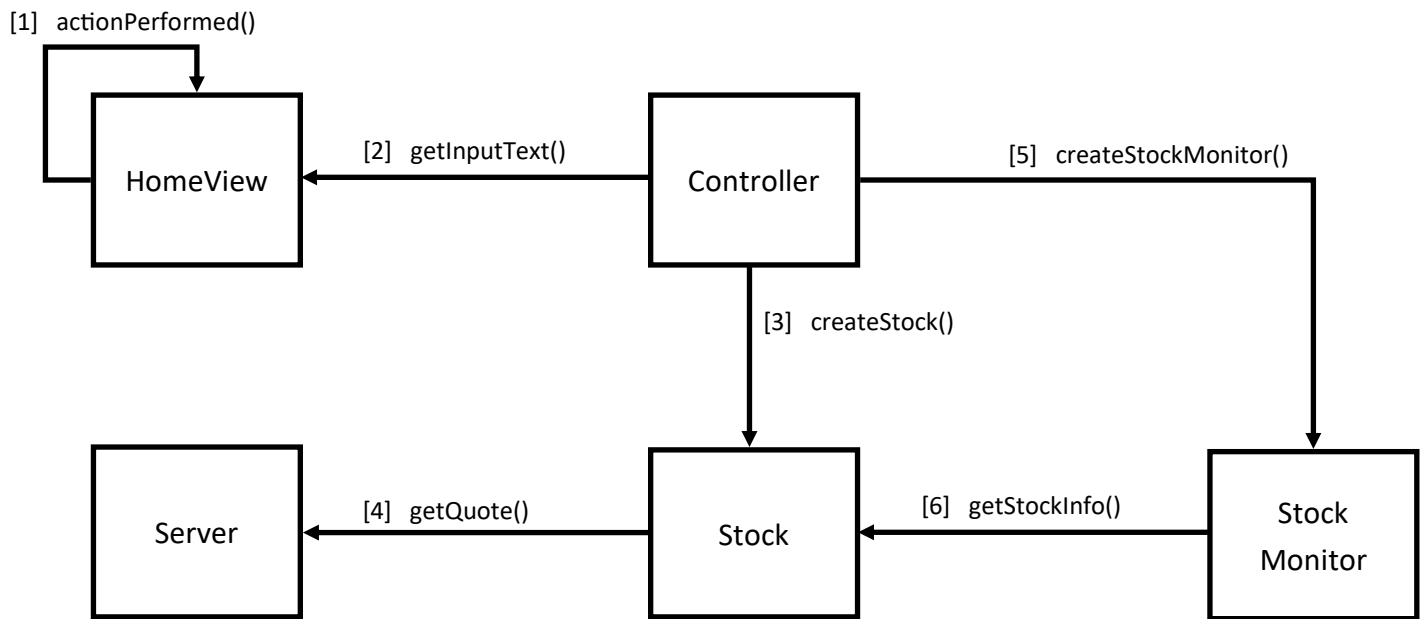 [1] actionPerformed()
HomeView
[2] getInputText()
Controller
[5] createStockMonitor()
[3] createStock()
Server
[4] getQuote()
Stock
[6] getStockInfo()
Stock
Monitor